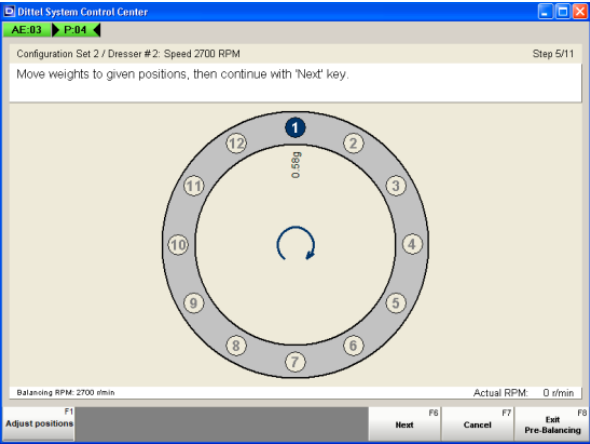 Dittel System Control Center
AE:03 P:04
Configuration Set 2 / Dresser #2: Speed 2700 RPM Step 5/11
Move weights to given positions, then continue with 'Next' key.
1
12 2
0.58g
11 3
10 4
9 5
8 6
7
Balancing RPM: 2700 r/min Actual RPM: 0 r/min
F1 F6 F7 F8
Adjust positions Next Cancel Exit
Pre-Balancing